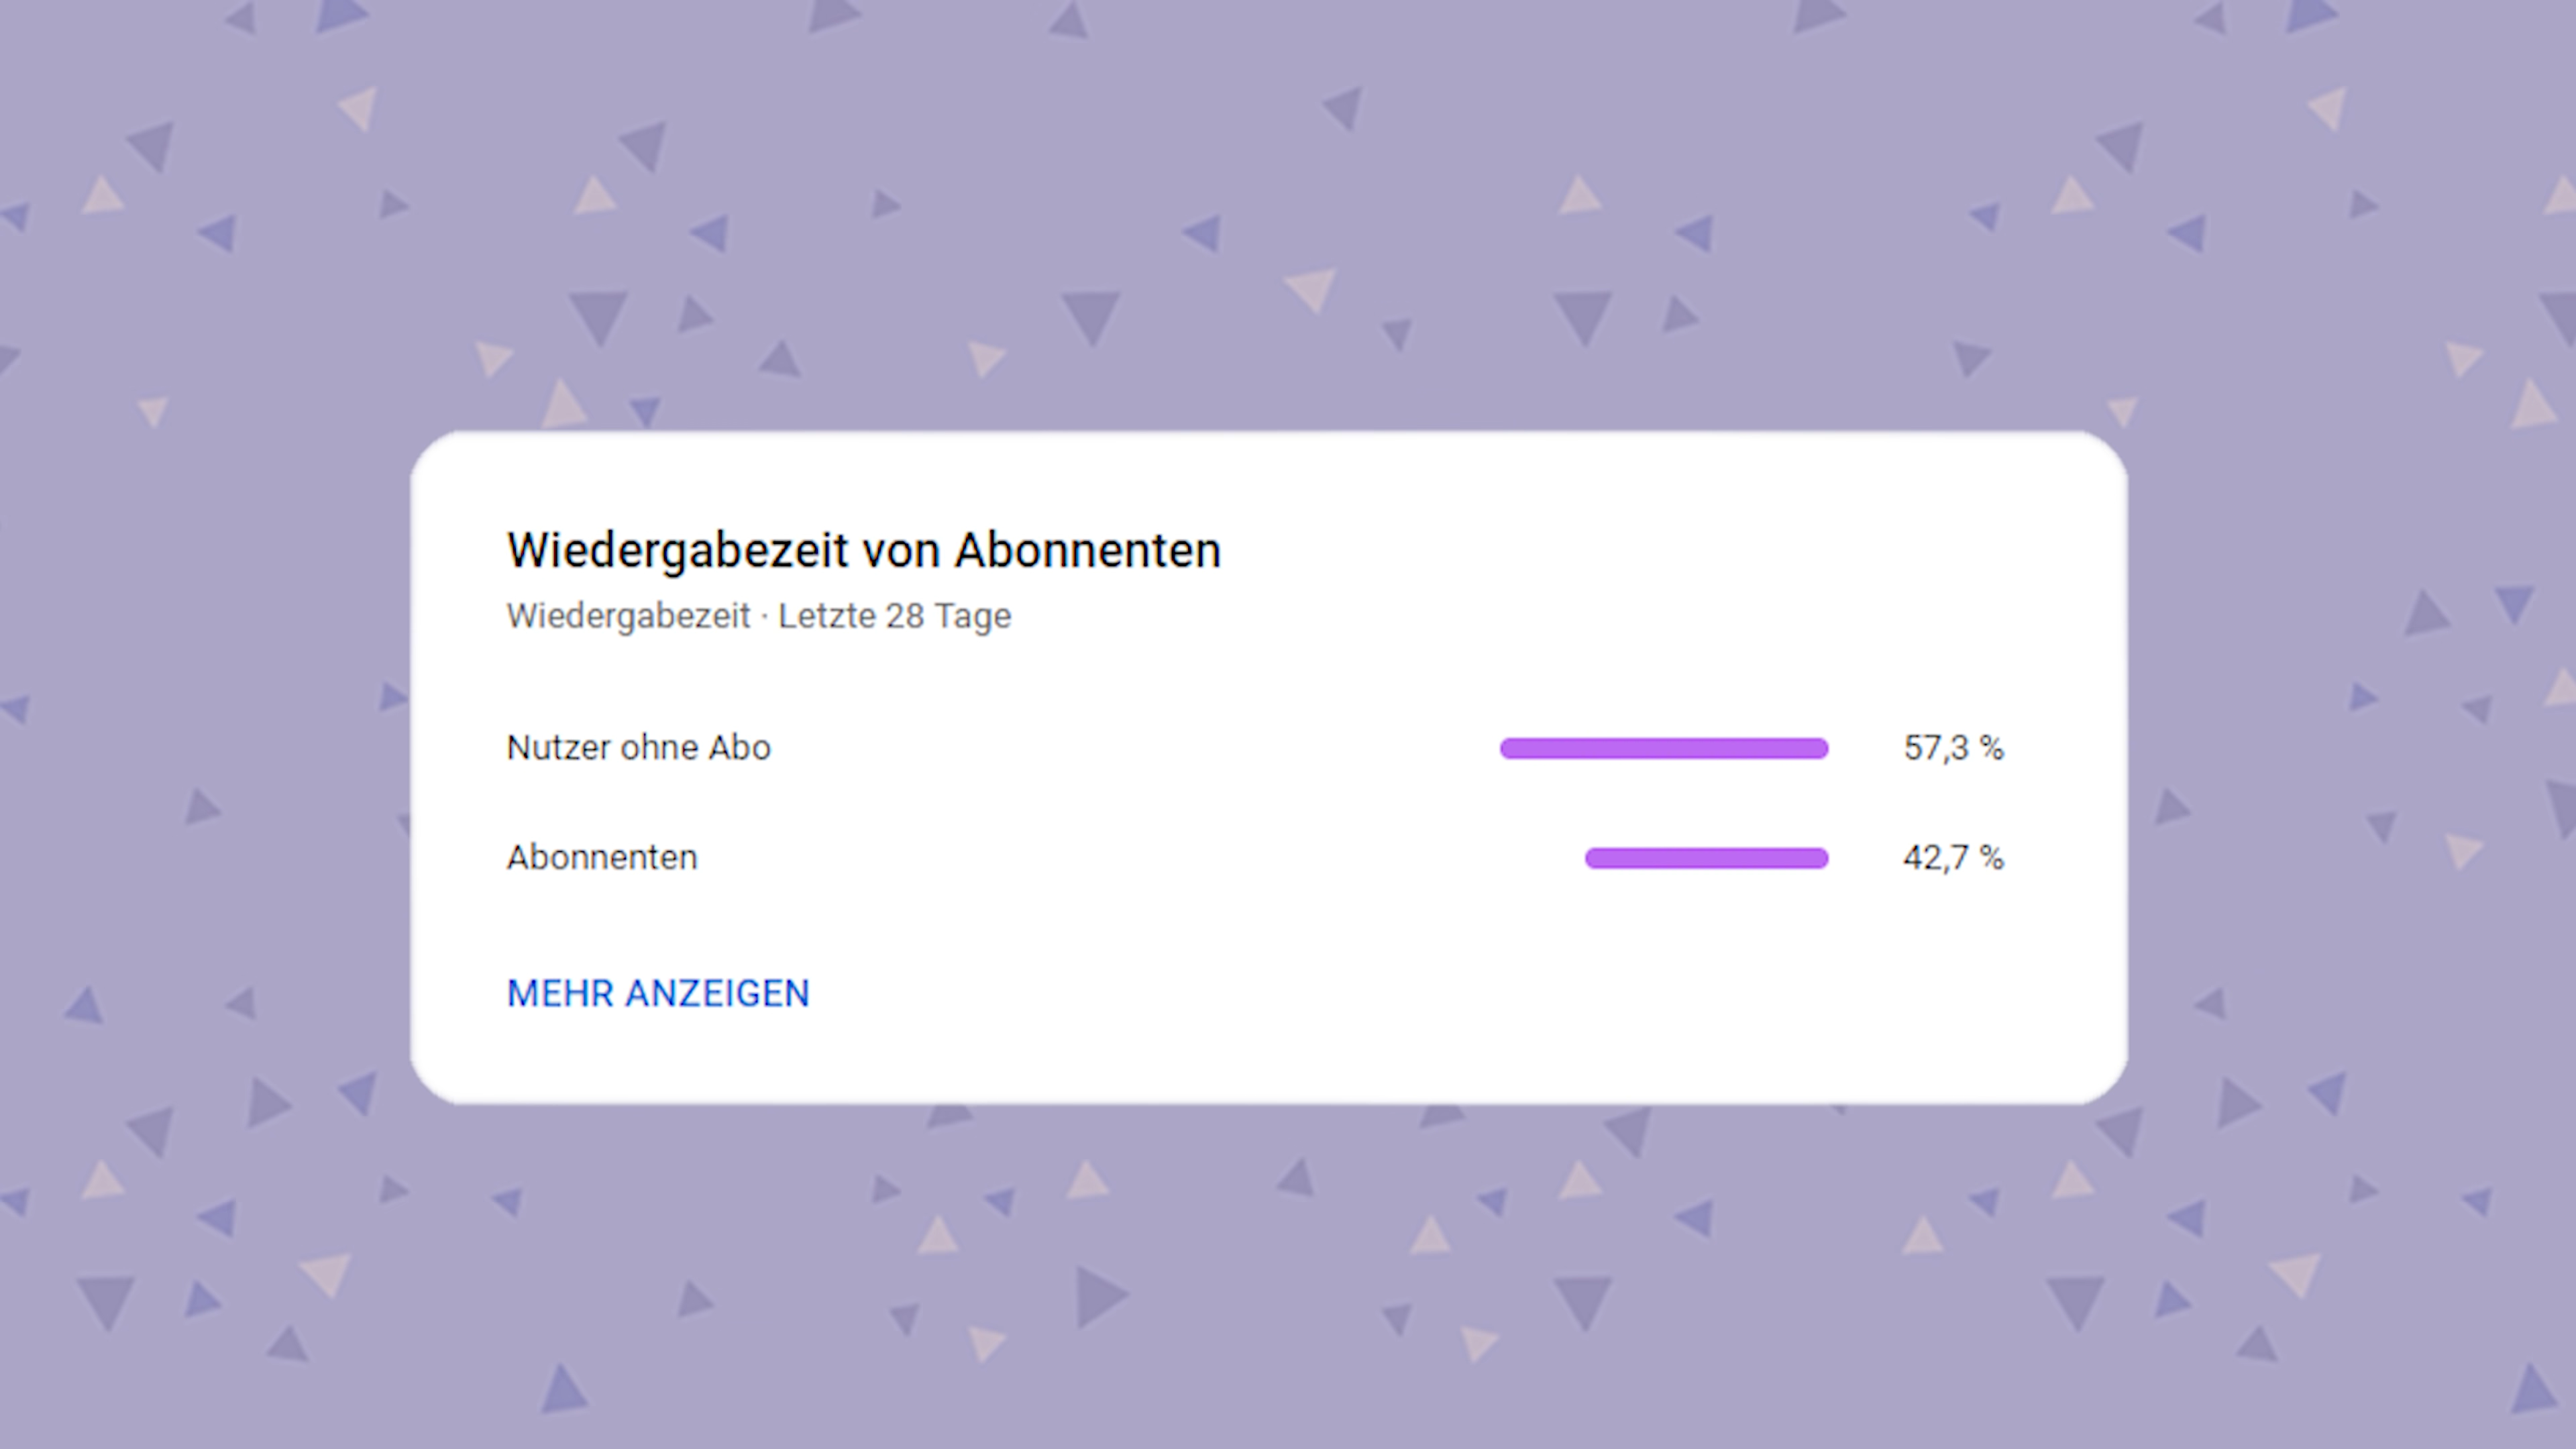 Wiedergabezeit von Abonnenten
Wiedergabezeit · Letzte 28 Tage
Nutzer ohne Abo 57,3 %
Abonnenten 42,7 %
MEHR ANZEIGEN